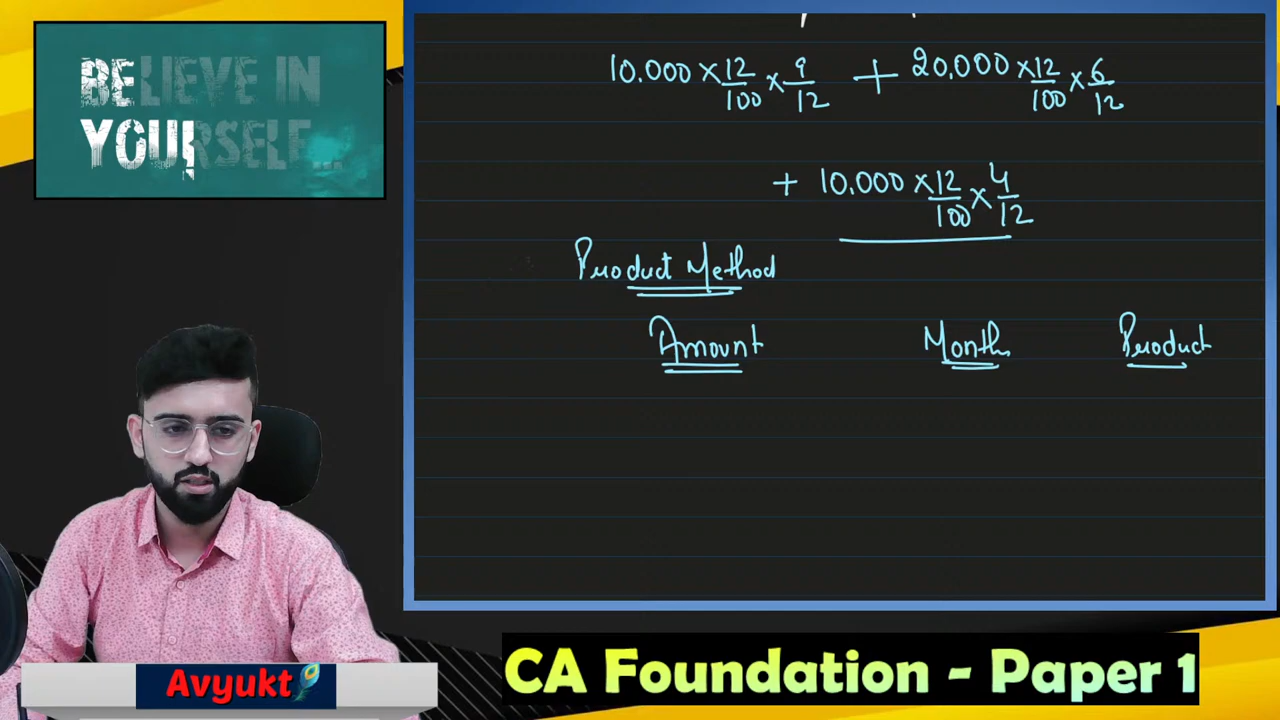 BELIEVE IN
YOURSELF...
10,000 × 12/100 × 9/12 + 20,000 × 12/100 × 6/12
+ 10,000 × 12/100 × 4/12
Product Method
Amount Months Product
Avyukt
CA Foundation - Paper 1